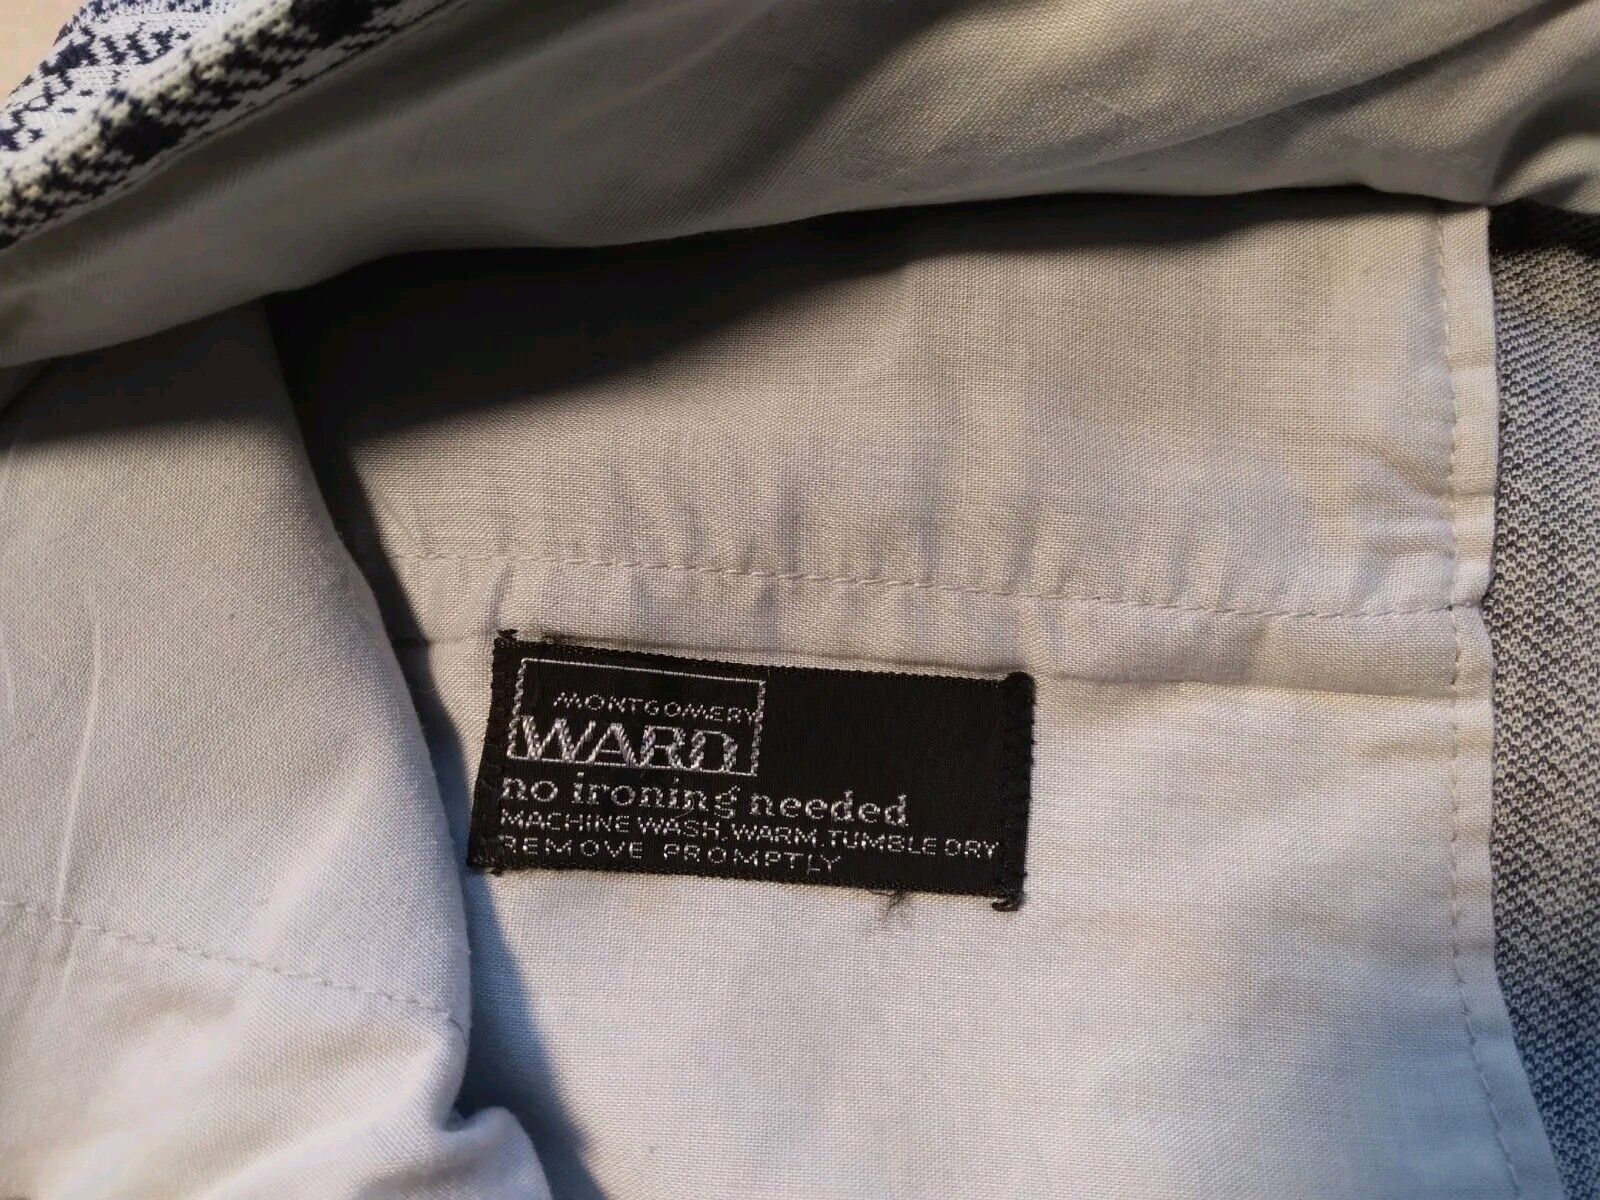 MONTGOMERY
WARD
no ironing needed
MACHINE WASH, WARM, TUMBLE DRY
REMOVE PROMPTLY